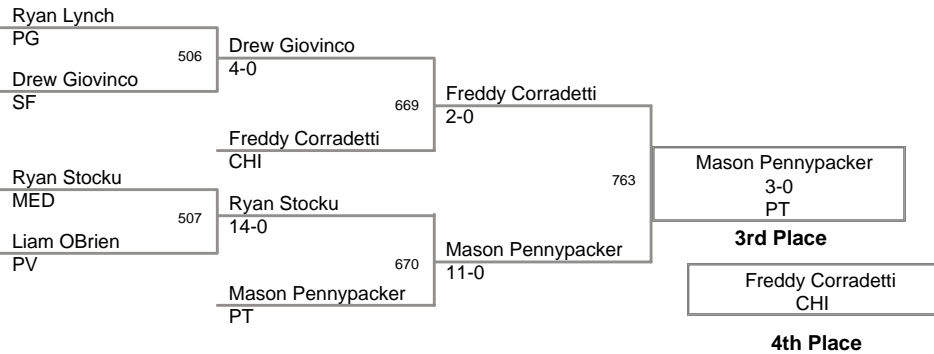 Ryan Lynch
PG
506
Drew Giovinco
SF
Drew Giovinco
4-0
669
Freddy Corradetti
CHI
Freddy Corradetti
2-0
Ryan Stocku
MED
507
Liam OBrien
PV
Ryan Stocku
14-0
670
Mason Pennypacker
PT
Mason Pennypacker
11-0
763
Mason Pennypacker
3-0
PT
3rd Place
Freddy Corradetti
CHI
4th Place